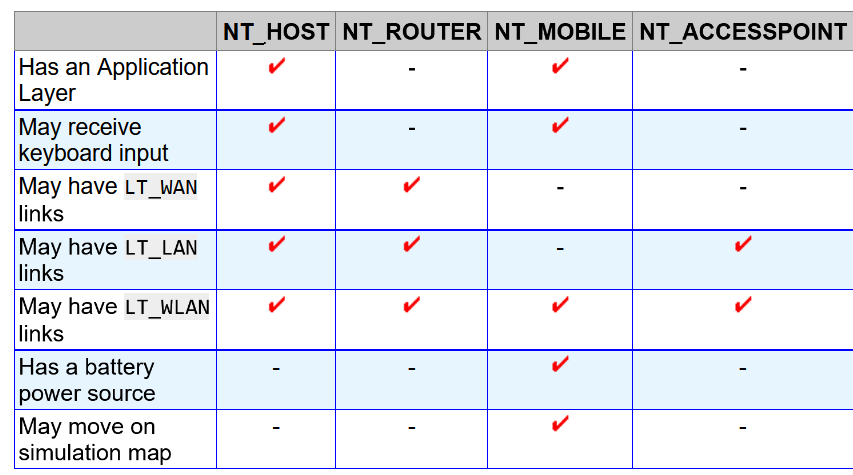 NT_HOST NT_ROUTER NT_MOBILE NT_ACCESSPOINT
Has an Application
Layer ✔ - ✔ -
May receive
keyboard input ✔ - ✔ -
May have LT_WAN
links ✔ ✔ - -
May have LT_LAN
links ✔ ✔ - ✔
May have LT_WLAN
links ✔ ✔ ✔ ✔
Has a battery
power source - - ✔ -
May move on
simulation map - - ✔ -